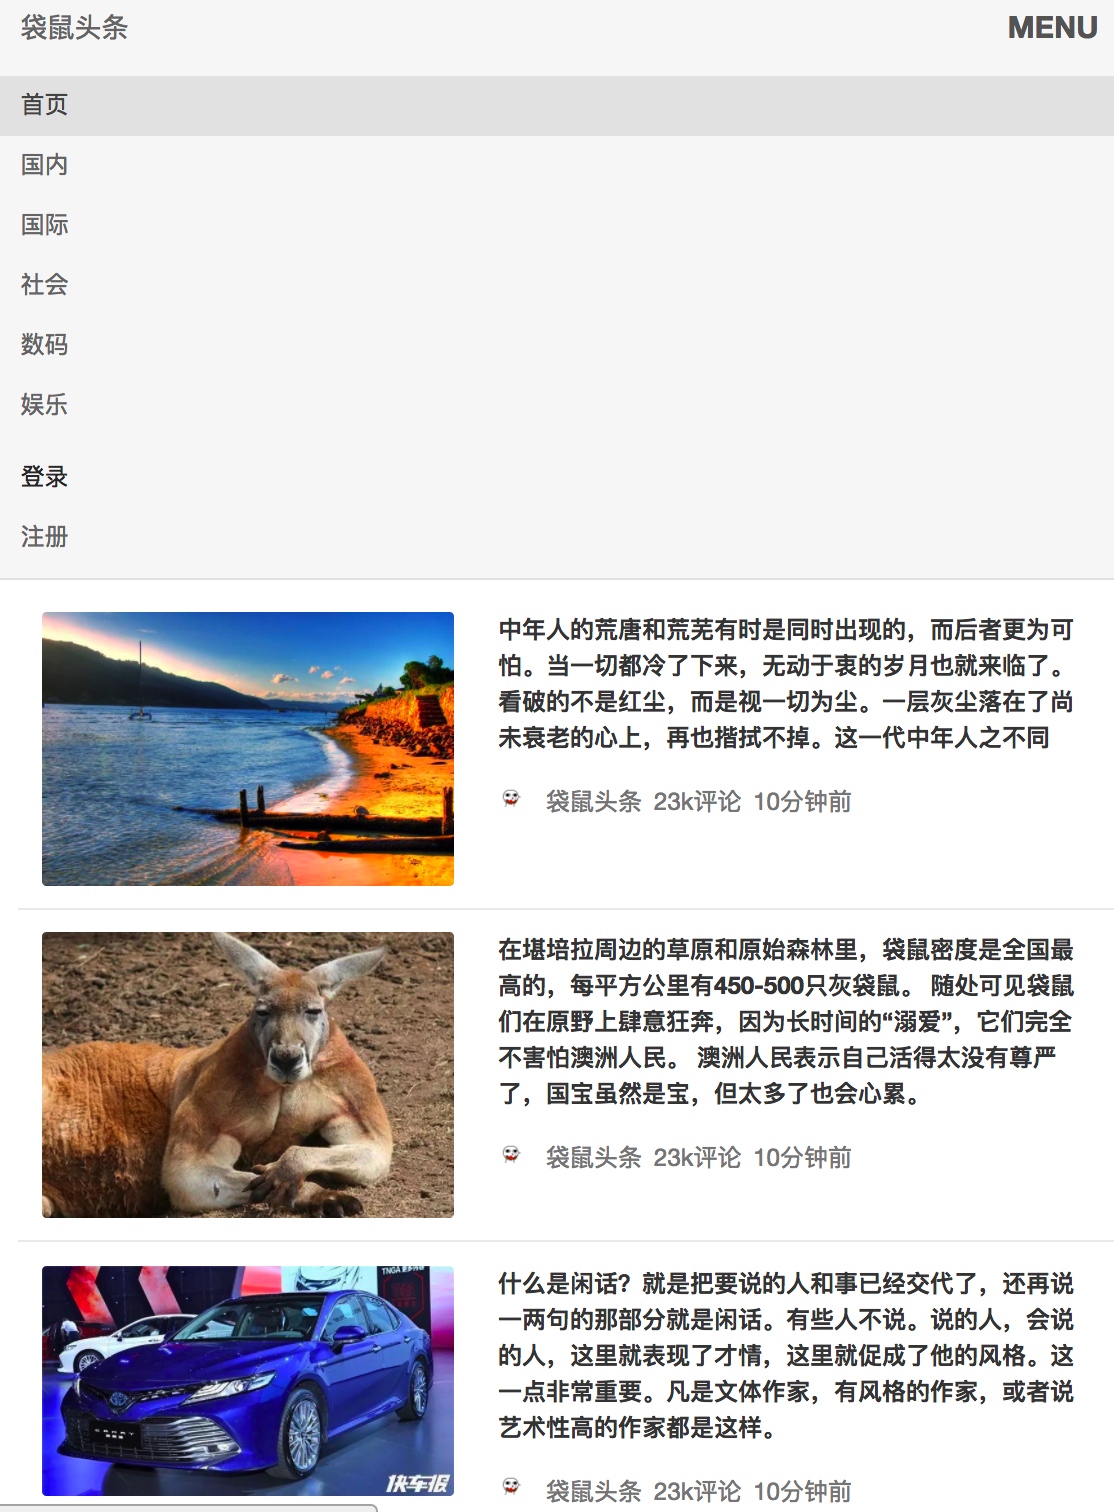 袋鼠头条
MENU
首页
国内
国际
社会
数码
娱乐
登录
注册
中年人的荒唐和荒芜有时是同时出现的，而后者更为可
怕。当一切都冷了下来，无动于衷的岁月也就来临了。
看破的不是红尘，而是视一切为尘。一层灰尘落在了尚
未衰老的心上，再也揩拭不掉。这一代中年人之不同
袋鼠头条 23k评论 10分钟前
在堪培拉周边的草原和原始森林里，袋鼠密度是全国最
高的，每平方公里有450-500只灰袋鼠。 随处可见袋鼠
们在原野上肆意狂奔，因为长时间的“溺爱”，它们完全
不害怕澳洲人民。 澳洲人民表示自己活得太没有尊严
了，国宝虽然是宝，但太多了也会心累。
袋鼠头条 23k评论 10分钟前
什么是闲话？就是把要说的人和事已经交代了，还再说
一两句的那部分就是闲话。有些人不说。说的人，会说
的人，这里就表现了才情，这里就促成了他的风格。这
一点非常重要。凡是文体作家，有风格的作家，或者说
艺术性高的作家都是这样。
快车报
袋鼠头条 23k评论 10分钟前